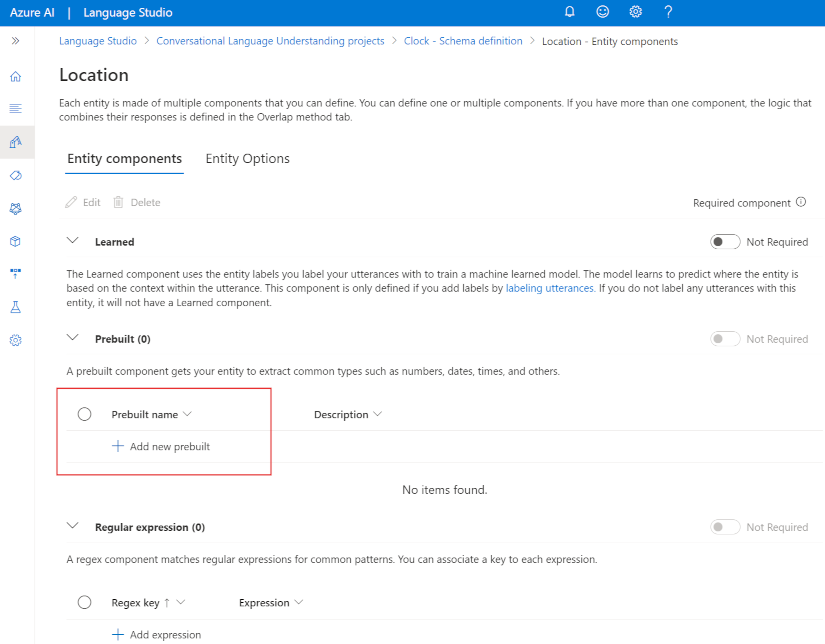 Azure AI | Language Studio
Language Studio > Conversational Language Understanding projects > Clock - Schema definition > Location - Entity components
Location
Each entity is made of multiple components that you can define. You can define one or multiple components. If you have more than one component, the logic that
combines their responses is defined in the Overlap method tab.
Entity components Entity Options
Edit Delete Required component
Learned Not Required
The Learned component uses the entity labels you label your utterances with to train a machine learned model. The model learns to predict where the entity is
based on the context within the utterance. This component is only defined if you add labels by labeling utterances. If you do not label any utterances with this
entity, it will not have a Learned component.
Prebuilt (0) Not Required
A prebuilt component gets your entity to extract common types such as numbers, dates, times, and others.
Prebuilt name Description
+ Add new prebuilt
No items found.
Regular expression (0) Not Required
A regex component matches regular expressions for common patterns. You can associate a key to each expression.
Regex key ↑ Expression
+ Add expression